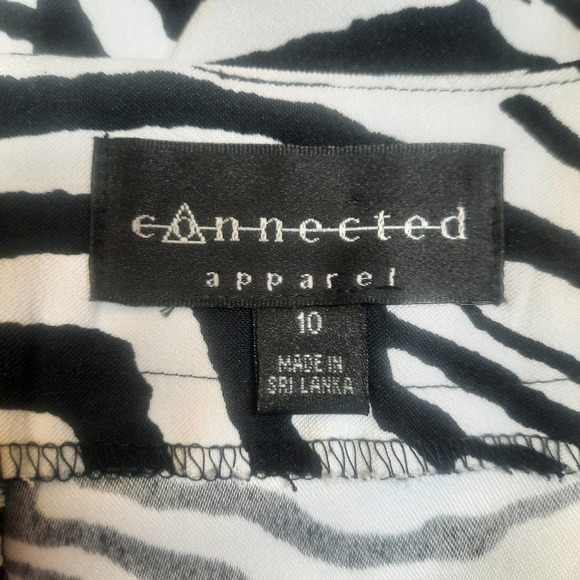 connected
apparel
10
MADE IN
SRI LANKA